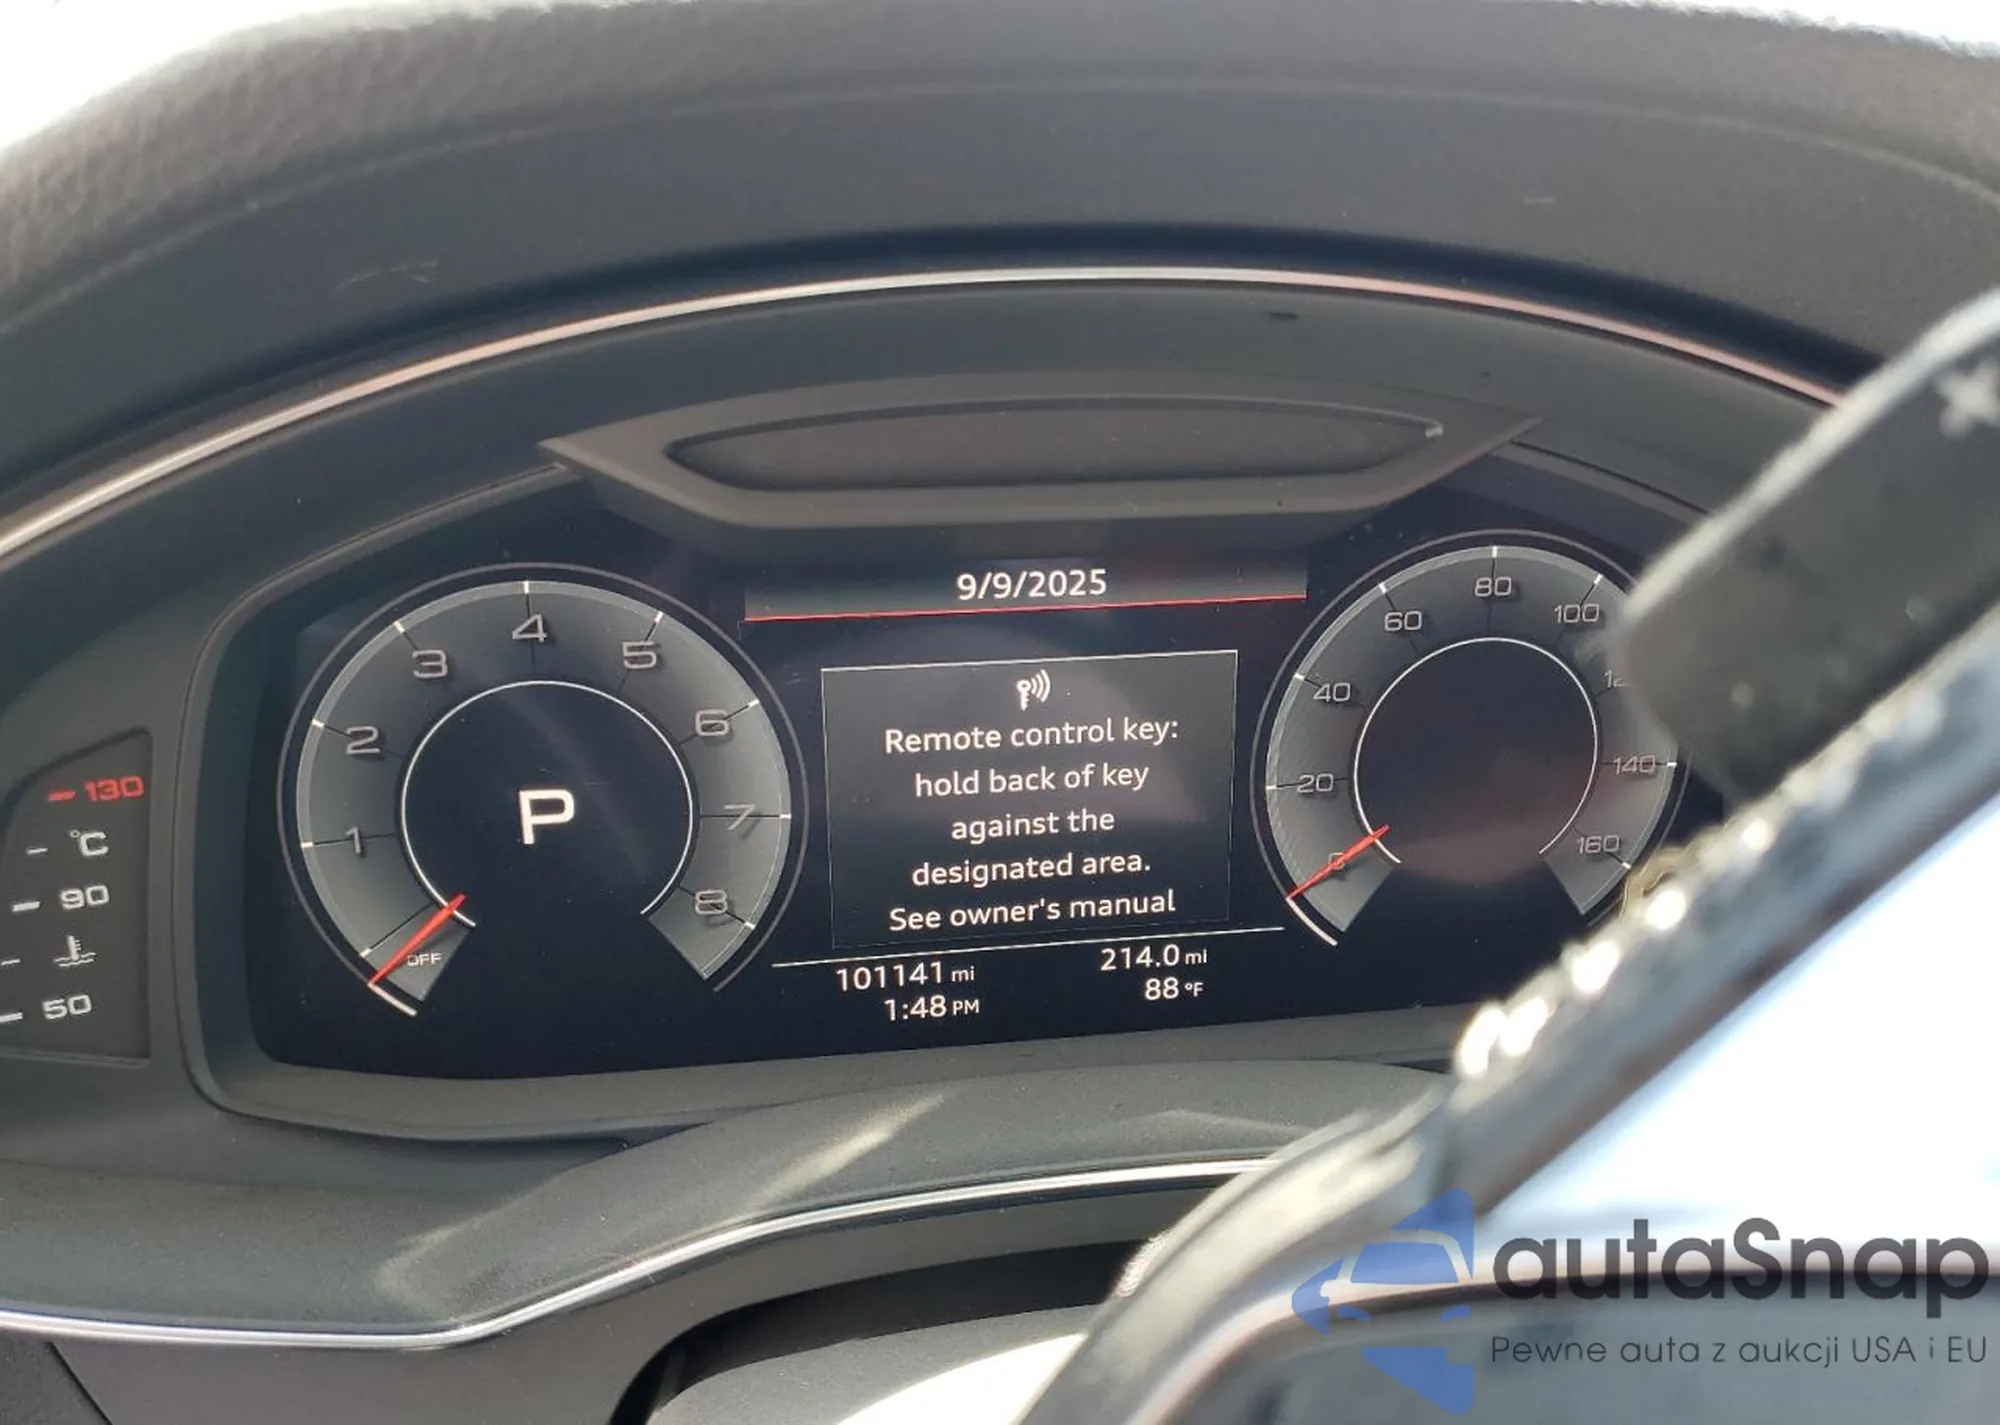 9/9/2025
Remote control key:
hold back of key
against the
designated area.
See owner's manual
101141 mi
214.0 mi
1:48 PM
88 °F
1
2
3
4
5
6
7
8
OFF
P
0
20
40
60
80
100
140
160
130
°C
90
50
autaSnap
Pewne auta z aukcji USA i EU